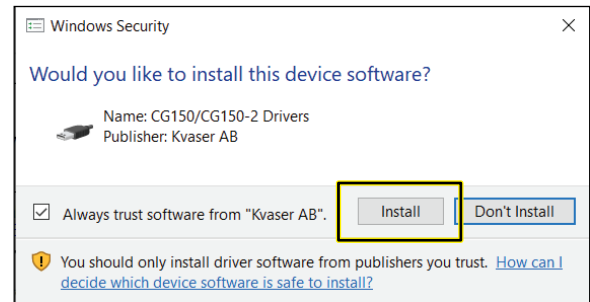 Windows Security
Would you like to install this device software?
Name: CG150/CG150-2 Drivers
Publisher: Kvaser AB
Always trust software from "Kvaser AB".
Install
Don't Install
You should only install driver software from publishers you trust. How can I
decide which device software is safe to install?